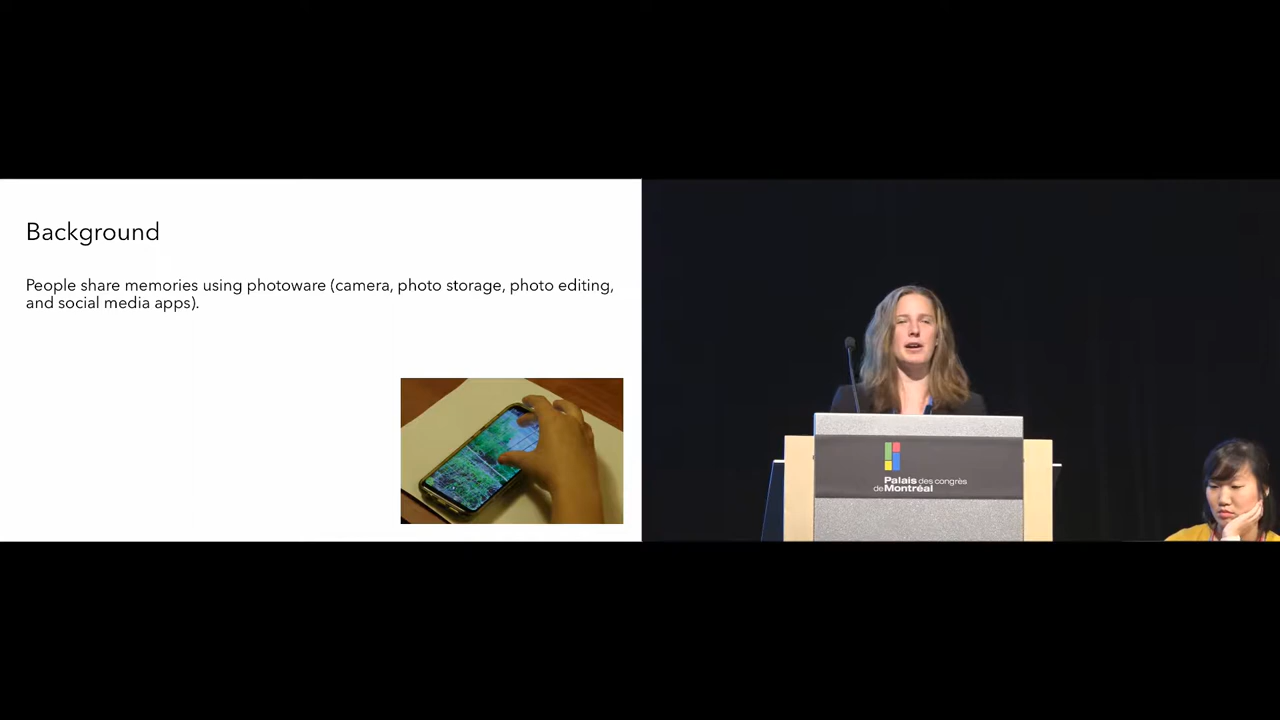 Background
People share memories using photoware (camera, photo storage, photo editing,
and social media apps).
Palais des congrès
de Montréal